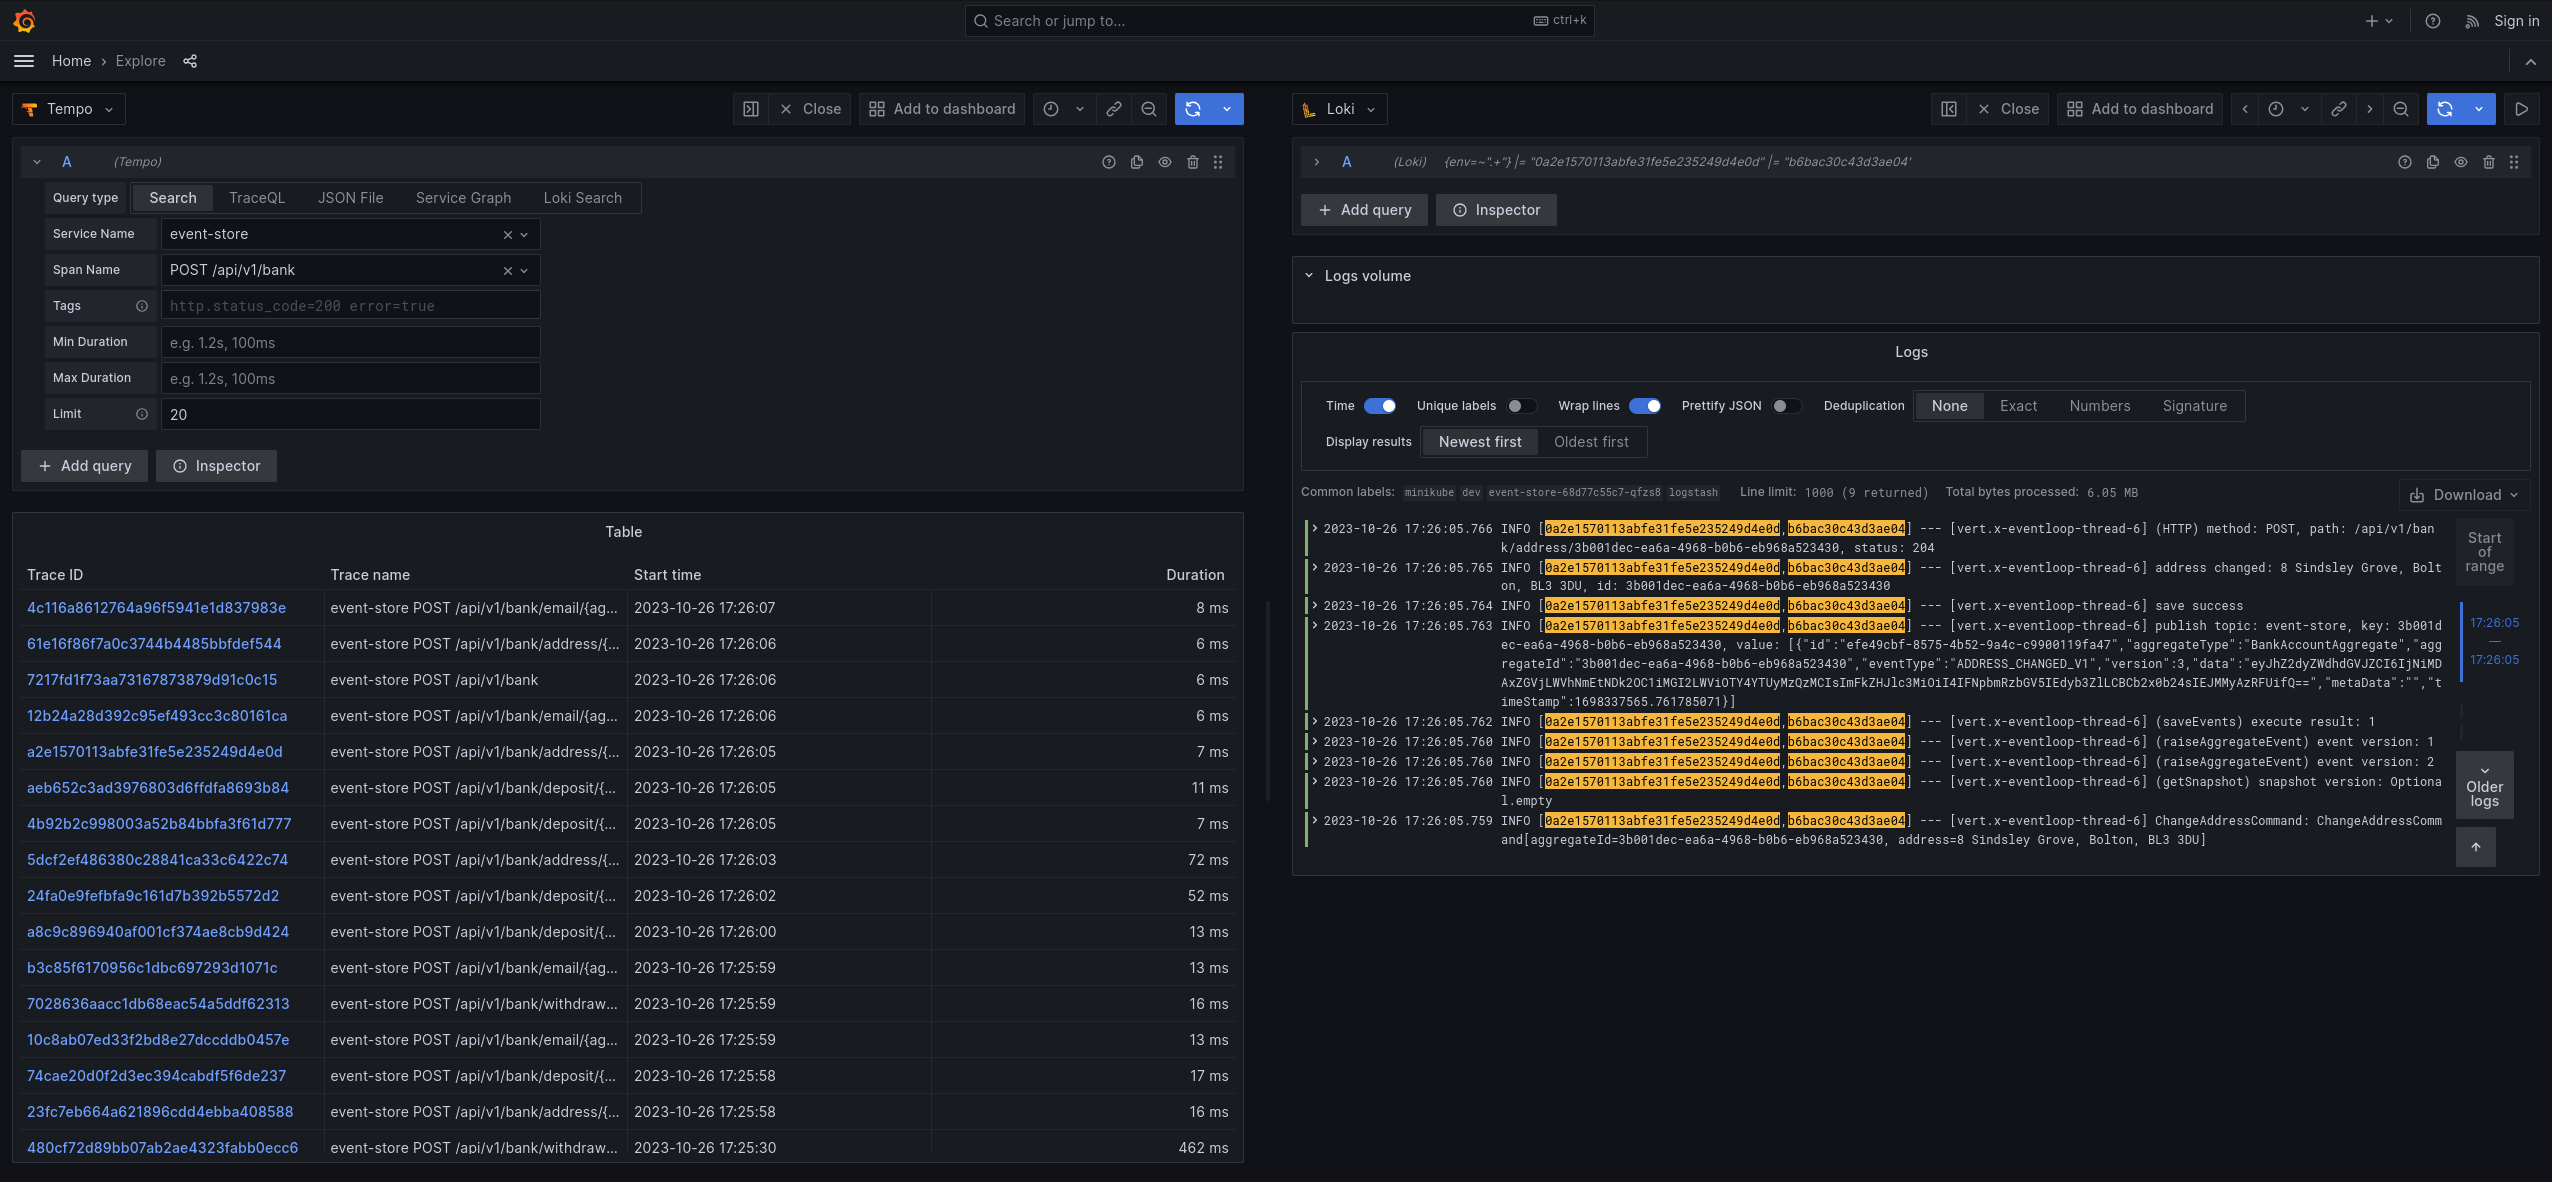 Search or jump to...
ctrl+k
Sign in
Home › Explore
Tempo
Close
Add to dashboard
A (Tempo)
Query type Search TraceQL JSON File Service Graph Loki Search
Service Name event-store
Span Name POST /api/v1/bank
Tags http.status_code=200 error=true
Min Duration e.g. 1.2s, 100ms
Max Duration e.g. 1.2s, 100ms
Limit 20
+ Add query Inspector
Table
Trace ID Trace name Start time Duration
4c116a8612764a96f5941e1d837983e event-store POST /api/v1/bank/email/{ag... 2023-10-26 17:26:07 8 ms
61e16f86f7a0c3744b4485bbfdef544 event-store POST /api/v1/bank/address/{... 2023-10-26 17:26:06 6 ms
7217fd1f73aa73167873879d91c0c15 event-store POST /api/v1/bank 2023-10-26 17:26:06 6 ms
12b24a28d392c95ef493cc3c80161ca event-store POST /api/v1/bank/email/{ag... 2023-10-26 17:26:06 6 ms
a2e1570113abfe31fe5e235249d4e0d event-store POST /api/v1/bank/address/{... 2023-10-26 17:26:05 7 ms
aeb652c3ad3976803d6ffdfa8693b84 event-store POST /api/v1/bank/deposit/{... 2023-10-26 17:26:05 11 ms
4b92b2c998003a52b84bbfa3f61d777 event-store POST /api/v1/bank/deposit/{... 2023-10-26 17:26:05 7 ms
5dcf2ef486380c28841ca33c6422c74 event-store POST /api/v1/bank/address/{... 2023-10-26 17:26:03 72 ms
24fa0e9fefbfa9c161d7b392b5572d2 event-store POST /api/v1/bank/deposit/{... 2023-10-26 17:26:02 52 ms
a8c9c896940af001cf374ae8cb9d424 event-store POST /api/v1/bank/deposit/{... 2023-10-26 17:26:00 13 ms
b3c85f6170956c1dbc697293d1071c event-store POST /api/v1/bank/email/{ag... 2023-10-26 17:25:59 13 ms
7028636aacc1db68eac54a5ddf62313 event-store POST /api/v1/bank/withdraw... 2023-10-26 17:25:59 16 ms
10c8ab07ed33f2bd8e27dccddb0457e event-store POST /api/v1/bank/email/{ag... 2023-10-26 17:25:59 13 ms
74cae20d0f2d3ec394cabdf5f6de237 event-store POST /api/v1/bank/deposit/{... 2023-10-26 17:25:58 17 ms
23fc7eb664a621896cdd4ebba408588 event-store POST /api/v1/bank/address/{... 2023-10-26 17:25:58 16 ms
480cf72d89bb07ab2ae4323fabb0ecc6 event-store POST /api/v1/bank/withdraw... 2023-10-26 17:25:30 462 ms
Loki
Close
Add to dashboard
A (Loki) {env=~".+"} |= "0a2e1570113abfe31fe5e235249d4e0d" |= "b6bac30c43d3ae04"
+ Add query Inspector
Logs volume
Logs
Time Unique labels Wrap lines Prettify JSON Deduplication None Exact Numbers Signature
Display results Newest first Oldest first
Common labels: minikube dev event-store-68d77c55c7-qfzs8 logstash Line limit: 1000 (9 returned) Total bytes processed: 6.05 MB
Download
2023-10-26 17:26:05.766 INFO [0a2e1570113abfe31fe5e235249d4e0d,b6bac30c43d3ae04] --- [vert.x-eventloop-thread-6] (HTTP) method: POST, path: /api/v1/ban
k/address/3b001dec-ea6a-4968-b0b6-eb968a523430, status: 204
2023-10-26 17:26:05.765 INFO [0a2e1570113abfe31fe5e235249d4e0d,b6bac30c43d3ae04] --- [vert.x-eventloop-thread-6] address changed: 8 Sindsley Grove, Bolt
on, BL3 3DU, id: 3b001dec-ea6a-4968-b0b6-eb968a523430
2023-10-26 17:26:05.764 INFO [0a2e1570113abfe31fe5e235249d4e0d,b6bac30c43d3ae04] --- [vert.x-eventloop-thread-6] save success
2023-10-26 17:26:05.763 INFO [0a2e1570113abfe31fe5e235249d4e0d,b6bac30c43d3ae04] --- [vert.x-eventloop-thread-6] publish topic: event-store, key: 3b001d
ec-ea6a-4968-b0b6-eb968a523430, value: [{"id":"efe49cbf-8575-4b52-9a4c-c9900119fa47","aggregateType":"BankAccountAggregate","agg
regateId":"3b001dec-ea6a-4968-b0b6-eb968a523430","eventType":"ADDRESS_CHANGED_V1","version":3,"data":"eyJhZ2dyZWdhdGVJZCI6IjNiMD
AxZGVjLWVhNmEtNDk2OC1iMGI2LWViOTY4YTUyMzQzMCIsImFkZHJlc3MiOiI4IFNpbmRzbGV5IEdyb3ZlLCBCb2x0b24sIEJMMyAzRFUifQ==","metaData":"","t
imeStamp":1698337565.761785071}]
2023-10-26 17:26:05.762 INFO [0a2e1570113abfe31fe5e235249d4e0d,b6bac30c43d3ae04] --- [vert.x-eventloop-thread-6] (saveEvents) execute result: 1
2023-10-26 17:26:05.760 INFO [0a2e1570113abfe31fe5e235249d4e0d,b6bac30c43d3ae04] --- [vert.x-eventloop-thread-6] (raiseAggregateEvent) event version: 1
2023-10-26 17:26:05.760 INFO [0a2e1570113abfe31fe5e235249d4e0d,b6bac30c43d3ae04] --- [vert.x-eventloop-thread-6] (raiseAggregateEvent) event version: 2
2023-10-26 17:26:05.760 INFO [0a2e1570113abfe31fe5e235249d4e0d,b6bac30c43d3ae04] --- [vert.x-eventloop-thread-6] (getSnapshot) snapshot version: Optiona
l.empty
2023-10-26 17:26:05.759 INFO [0a2e1570113abfe31fe5e235249d4e0d,b6bac30c43d3ae04] --- [vert.x-eventloop-thread-6] ChangeAddressCommand: ChangeAddressComm
and[aggregateId=3b001dec-ea6a-4968-b0b6-eb968a523430, address=8 Sindsley Grove, Bolton, BL3 3DU]
Start
of
range
17:26:05
—
17:26:05
Older
logs